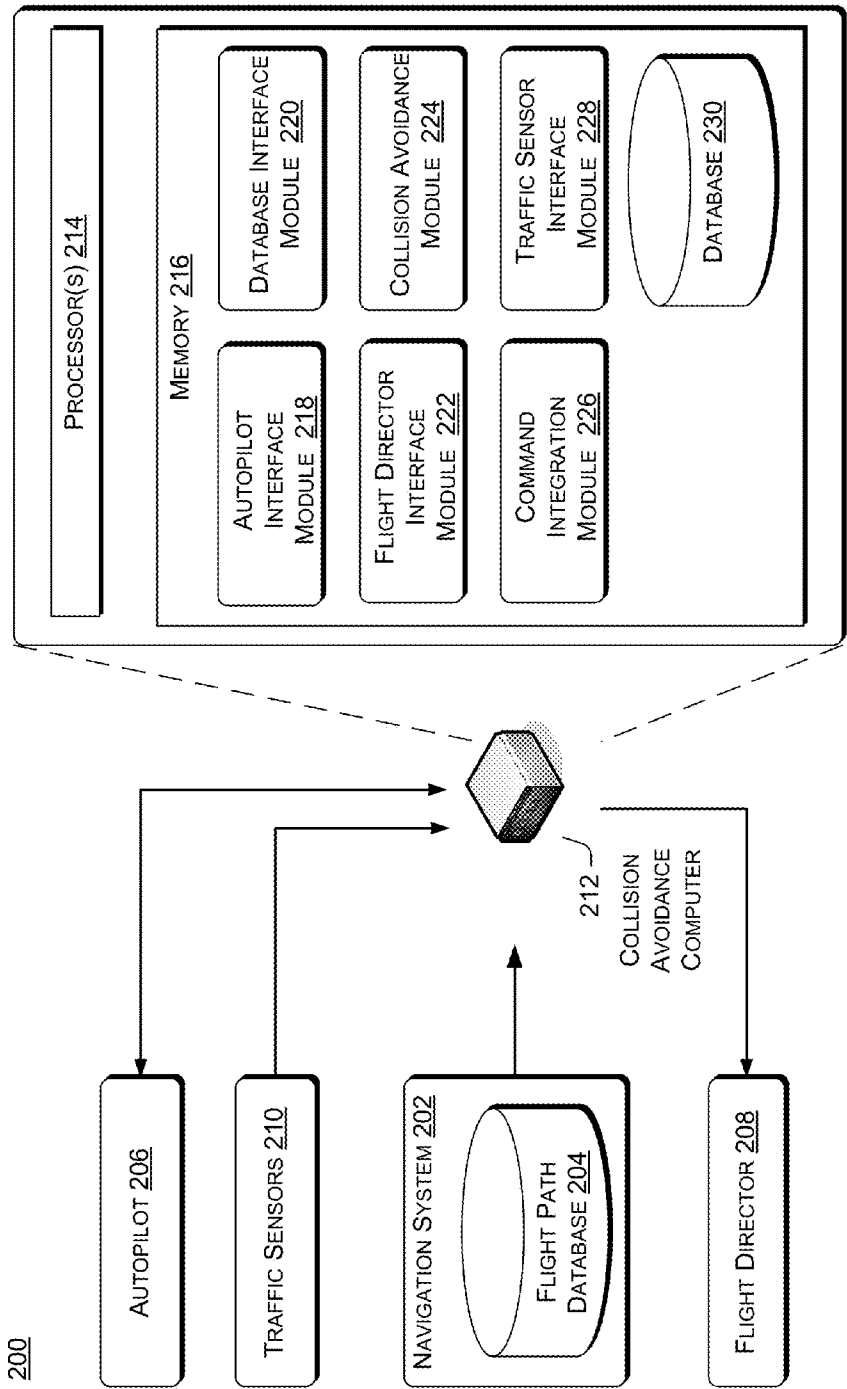 200
AUTOPILOT 206
TRAFFIC SENSORS 210
NAVIGATION SYSTEM 202
FLIGHT PATH
DATABASE 204
FLIGHT DIRECTOR 208
212
COLLISION
AVOIDANCE
COMPUTER
PROCESSOR(S) 214
MEMORY 216
AUTOPILOT
INTERFACE
MODULE 218
DATABASE INTERFACE
MODULE 220
FLIGHT DIRECTOR
INTERFACE
MODULE 222
COLLISION AVOIDANCE
MODULE 224
COMMAND
INTEGRATION
MODULE 226
TRAFFIC SENSOR
INTERFACE
MODULE 228
DATABASE 230